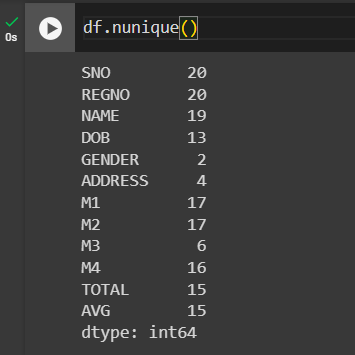 0s
df.nunique()
SNO 20
REGNO 20
NAME 19
DOB 13
GENDER 2
ADDRESS 4
M1 17
M2 17
M3 6
M4 16
TOTAL 15
AVG 15
dtype: int64